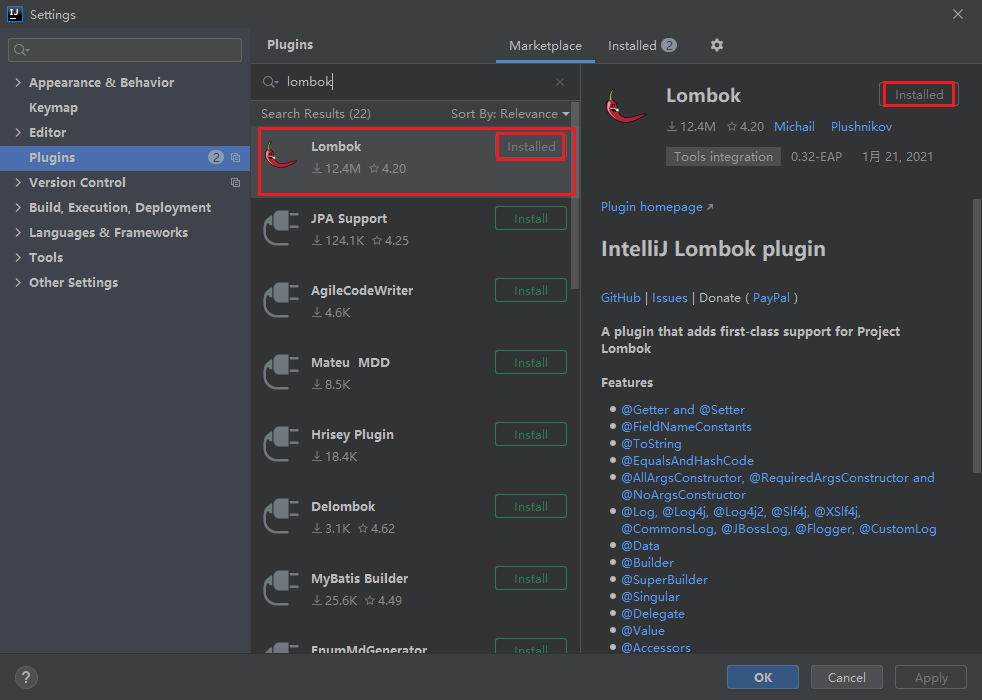 IJ
Settings
Appearance & Behavior
Keymap
Editor
Plugins 2
Version Control
Build, Execution, Deployment
Languages & Frameworks
Tools
Other Settings
Plugins
Marketplace
Installed 2
lombok
Search Results (22) Sort By: Relevance
Lombok Installed
12.4M 4.20
JPA Support Install
124.1K 4.25
AgileCodeWriter Install
4.6K
Mateu MDD Install
8.5K
Hrisey Plugin Install
18.4K
Delombok Install
3.1K 4.62
MyBatis Builder Install
25.6K 4.49
EnumMdGenerator Install
Lombok Installed
12.4M 4.20 Michail Plushnikov
Tools integration 0.32-EAP 1月 21, 2021
Plugin homepage
IntelliJ Lombok plugin
GitHub | Issues | Donate ( PayPal )
A plugin that adds first-class support for Project
Lombok
Features
@Getter and @Setter
@FieldNameConstants
@ToString
@EqualsAndHashCode
@AllArgsConstructor, @RequiredArgsConstructor and
@NoArgsConstructor
@Log, @Log4j, @Log4j2, @Slf4j, @XSlf4j,
@CommonsLog, @JBossLog, @Flogger, @CustomLog
@Data
@Builder
@SuperBuilder
@Singular
@Delegate
@Value
@Accessors
?
OK
Cancel
Apply